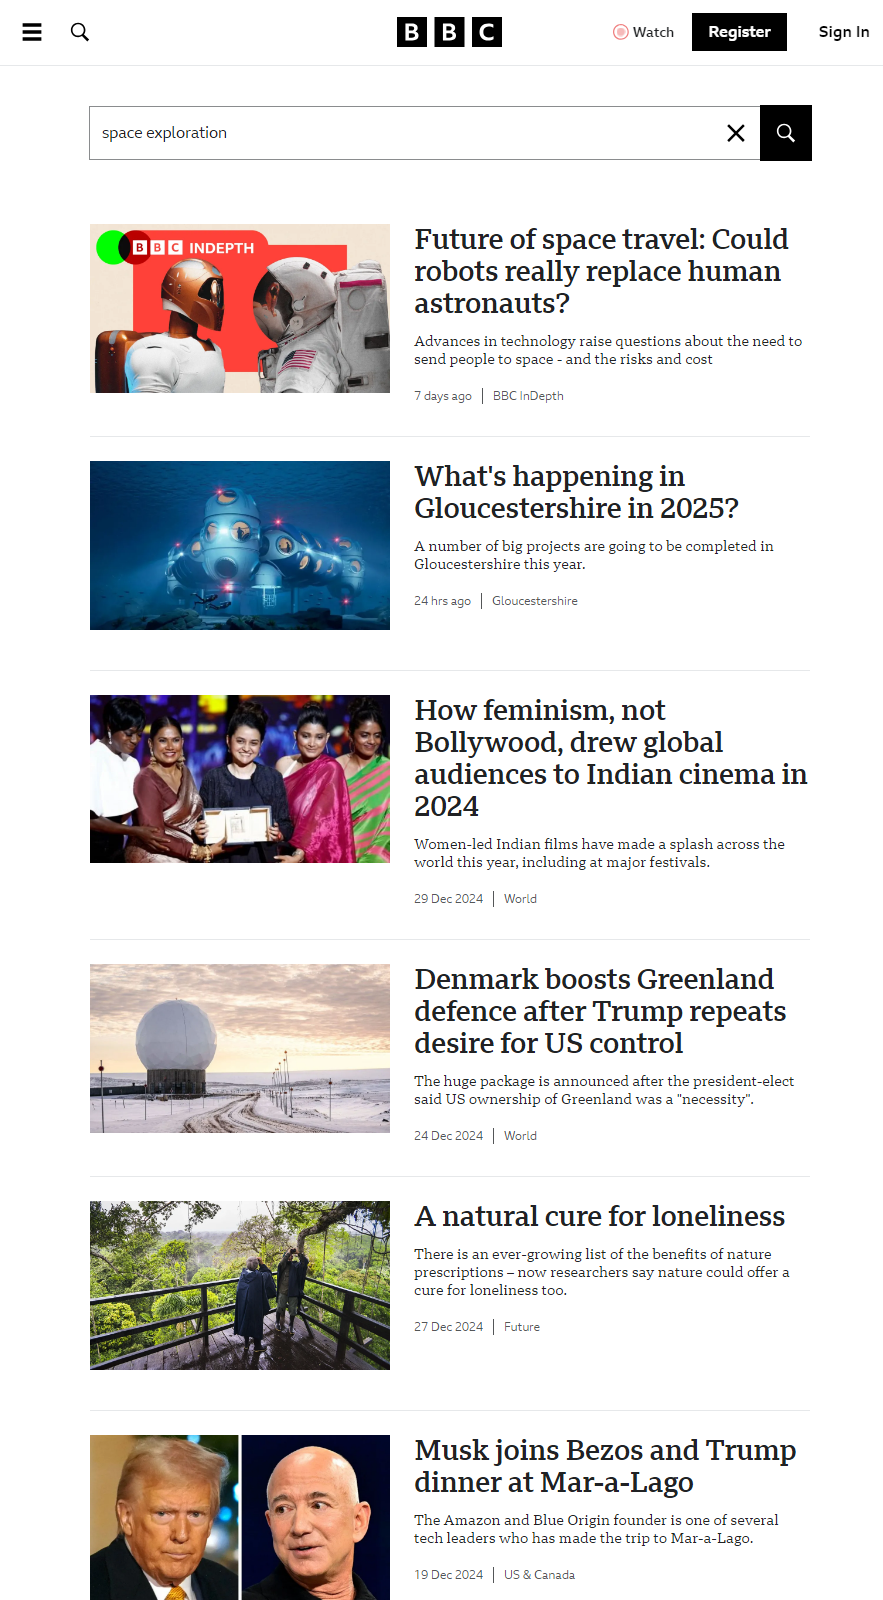 BBC
Watch
Register
Sign In
space exploration
BBC INDEPTH
Future of space travel: Could
robots really replace human
astronauts?
Advances in technology raise questions about the need to
send people to space - and the risks and cost
7 days ago | BBC InDepth
What's happening in
Gloucestershire in 2025?
A number of big projects are going to be completed in
Gloucestershire this year.
24 hrs ago | Gloucestershire
How feminism, not
Bollywood, drew global
audiences to Indian cinema in
2024
Women-led Indian films have made a splash across the
world this year, including at major festivals.
29 Dec 2024 | World
Denmark boosts Greenland
defence after Trump repeats
desire for US control
The huge package is announced after the president-elect
said US ownership of Greenland was a "necessity".
24 Dec 2024 | World
A natural cure for loneliness
There is an ever-growing list of the benefits of nature
prescriptions – now researchers say nature could offer a
cure for loneliness too.
27 Dec 2024 | Future
Musk joins Bezos and Trump
dinner at Mar-a-Lago
The Amazon and Blue Origin founder is one of several
tech leaders who has made the trip to Mar-a-Lago.
19 Dec 2024 | US & Canada